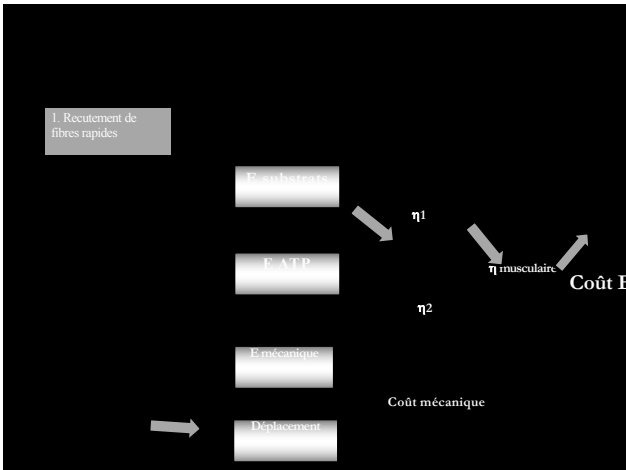 1. Recutement de
fibres rapides
E substrats
η1
E ATP
η musculaire
Coût E
η2
E mécanique
Coût mécanique
Déplacement